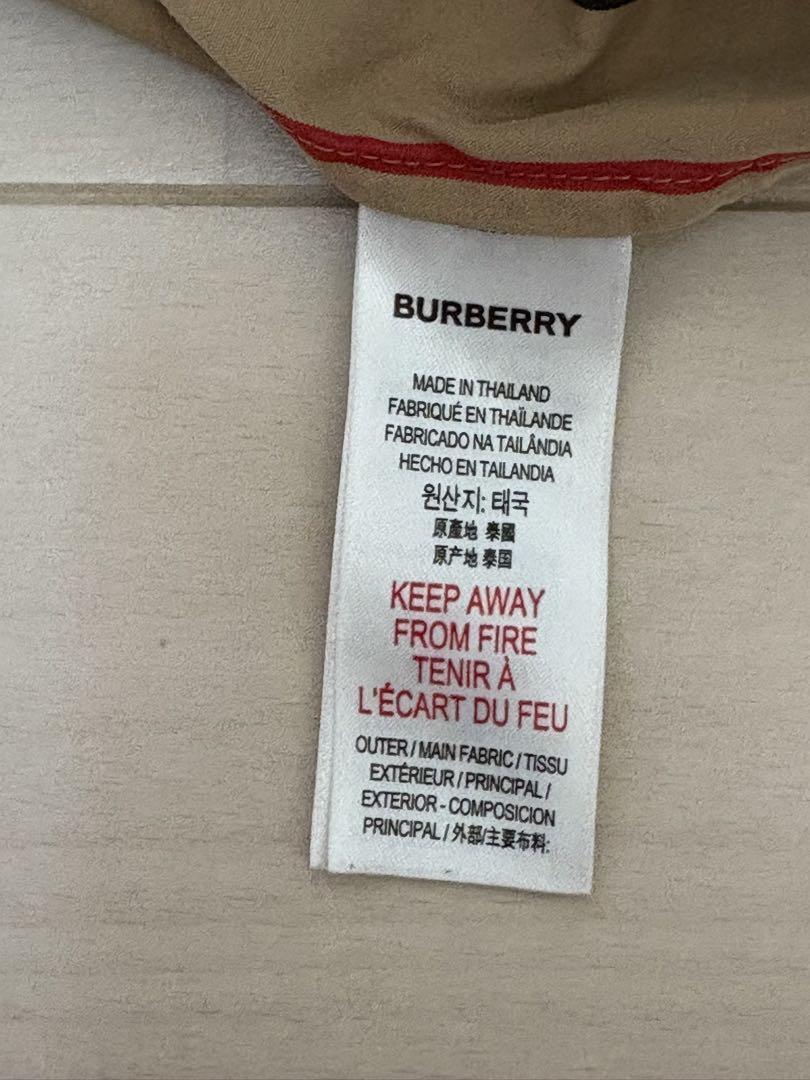 BURBERRY
MADE IN THAILAND
FABRIQUÉ EN THAÏLANDE
FABRICADO NA TAILÂNDIA
HECHO EN TAILANDIA
원산지: 태국
原產地 泰國
原产地 泰国
KEEP AWAY
FROM FIRE
TENIR À
L'ÉCART DU FEU
OUTER / MAIN FABRIC / TISSU
EXTÉRIEUR / PRINCIPAL /
EXTERIOR - COMPOSICION
PRINCIPAL / 外部/主要布料: